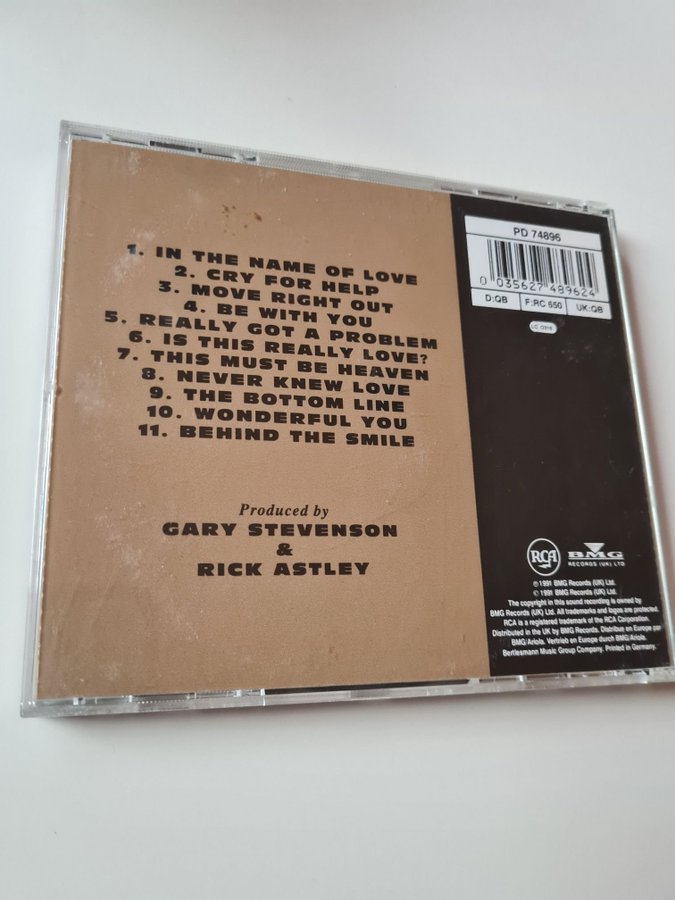 1. IN THE NAME OF LOVE
2. CRY FOR HELP
3. MOVE RIGHT OUT
4. BE WITH YOU
5. REALLY GOT A PROBLEM
6. IS THIS REALLY LOVE?
7. THIS MUST BE HEAVEN
8. NEVER KNEW LOVE
9. THE BOTTOM LINE
10. WONDERFUL YOU
11. BEHIND THE SMILE
Produced by
GARY STEVENSON
&
RICK ASTLEY
PD 74896
0 035627 489624
D:QB F:RC 650 UK:QB
LC 0316
RCA BMG
RECORDS (UK) LTD
℗ 1991 BMG Records (UK) Ltd.
© 1991 BMG Records (UK) Ltd.
The copyright in this sound recording is owned by
BMG Records (UK) Ltd. All trademarks and logos are protected.
RCA is a registered trademark of the RCA Corporation.
Distributed in the UK by BMG Records. Distribue en Europe par
BMG/Ariola. Vertrieb en Europe durch BMG/Ariola.
Bertlesmann Music Group Company. Printed in Germany.